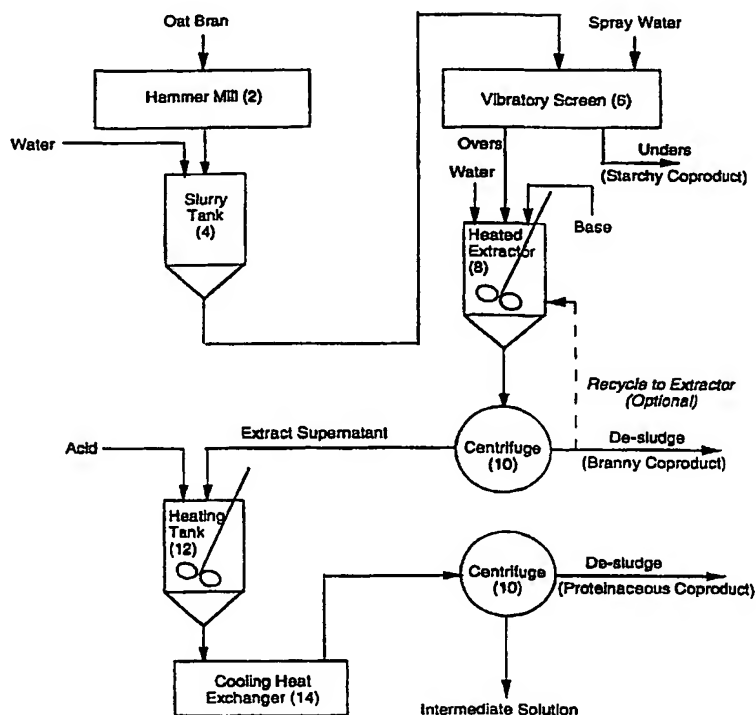 Oat Bran
Spray Water
Hammer Mill (2)
Vibratory Screen (6)
Water
Overs
Unders
(Starchy Coproduct)
Water
Slurry
Tank
(4)
Base
Heated
Extractor
(8)
Recycle to Extractor
(Optional)
Acid
Extract Supernatant
Centrifuge
(10)
De-sludge
(Branny Coproduct)
Heating
Tank
(12)
Centrifuge
(10)
De-sludge
(Proteinaceous Coproduct)
Cooling Heat
Exchanger (14)
Intermediate Solution